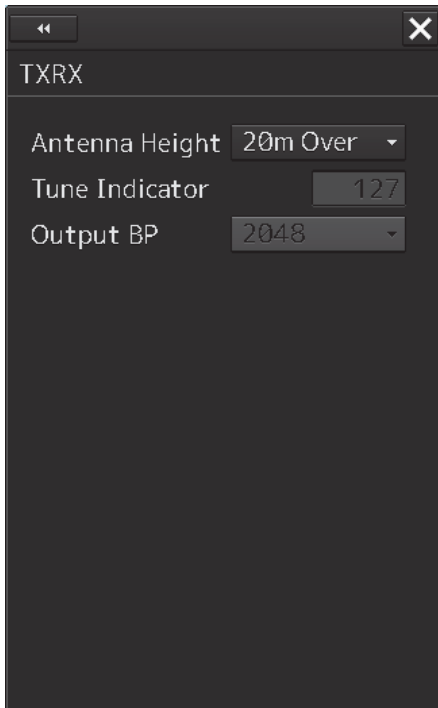 TXRX
Antenna Height 20m Over
Tune Indicator 127
Output BP 2048